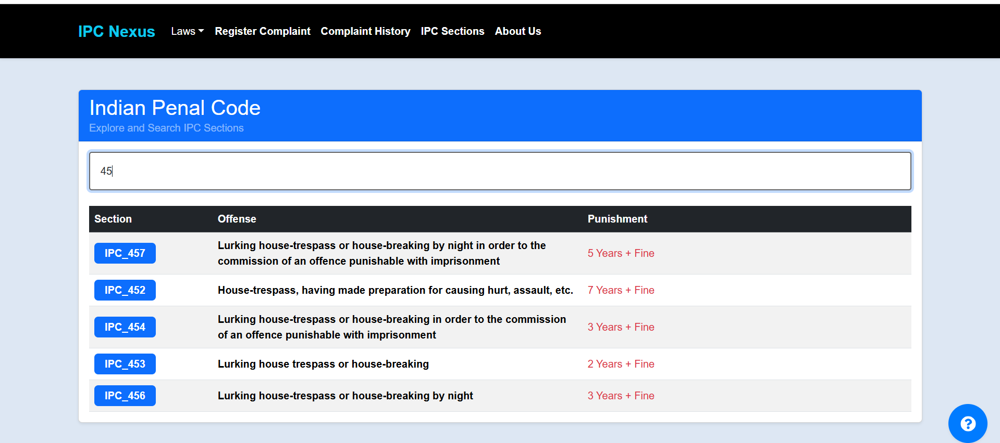 IPC Nexus Laws Register Complaint Complaint History IPC Sections About Us
Indian Penal Code
Explore and Search IPC Sections
45
Section Offense Punishment
IPC_457 Lurking house-trespass or house-breaking by night in order to the
commission of an offence punishable with imprisonment 5 Years + Fine
IPC_452 House-trespass, having made preparation for causing hurt, assault, etc. 7 Years + Fine
IPC_454 Lurking house-trespass or house-breaking in order to the commission
of an offence punishable with imprisonment 3 Years + Fine
IPC_453 Lurking house trespass or house-breaking 2 Years + Fine
IPC_456 Lurking house-trespass or house-breaking by night 3 Years + Fine
?